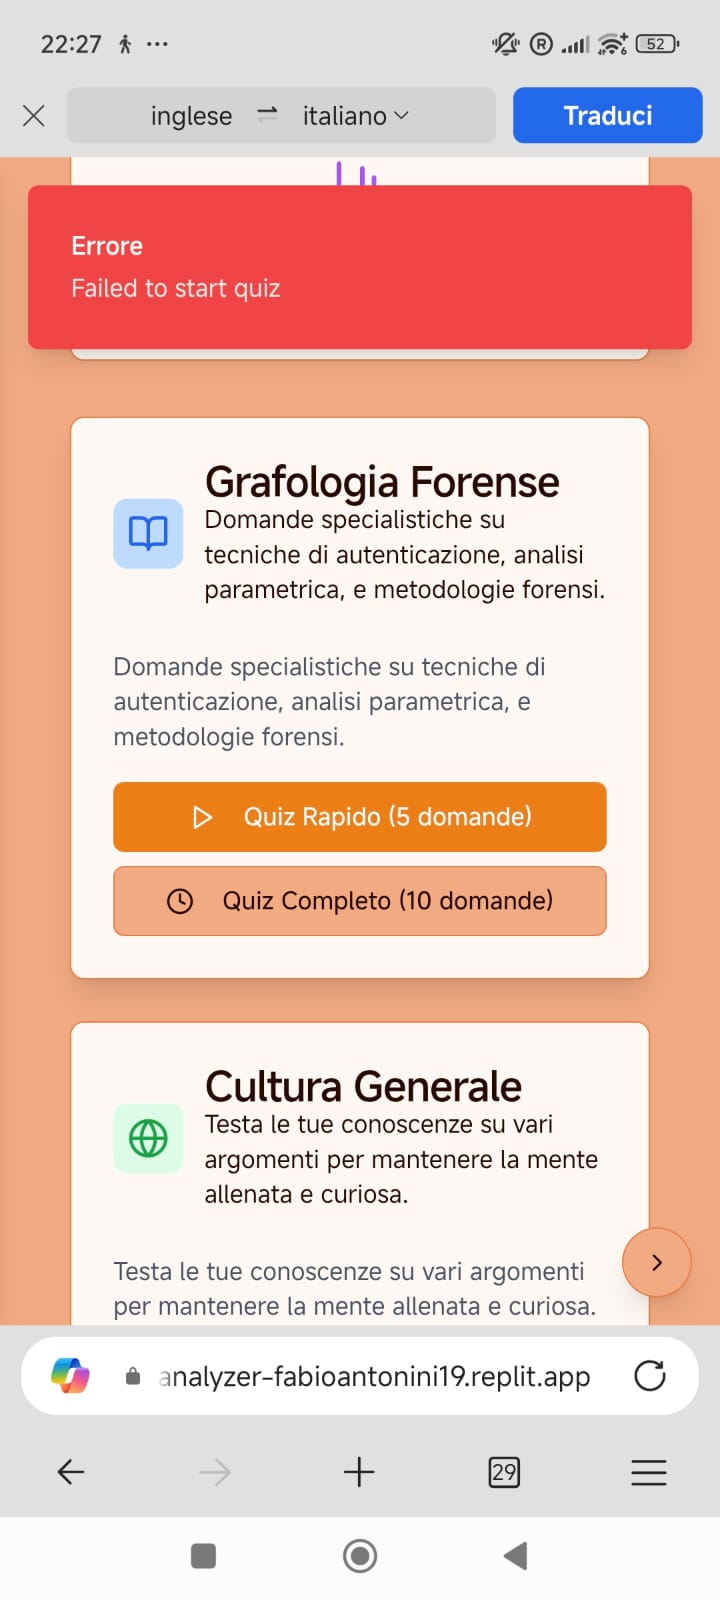 22:27
R
6
52
inglese
italiano
Traduci
Errore
Failed to start quiz
Grafologia Forense
Domande specialistiche su
tecniche di autenticazione, analisi
parametrica, e metodologie forensi.
Domande specialistiche su tecniche di
autenticazione, analisi parametrica, e
metodologie forensi.
Quiz Rapido (5 domande)
Quiz Completo (10 domande)
Cultura Generale
Testa le tue conoscenze su vari
argomenti per mantenere la mente
allenata e curiosa.
Testa le tue conoscenze su vari argomenti
per mantenere la mente allenata e curiosa.
analyzer-fabioantonini19.replit.app
29